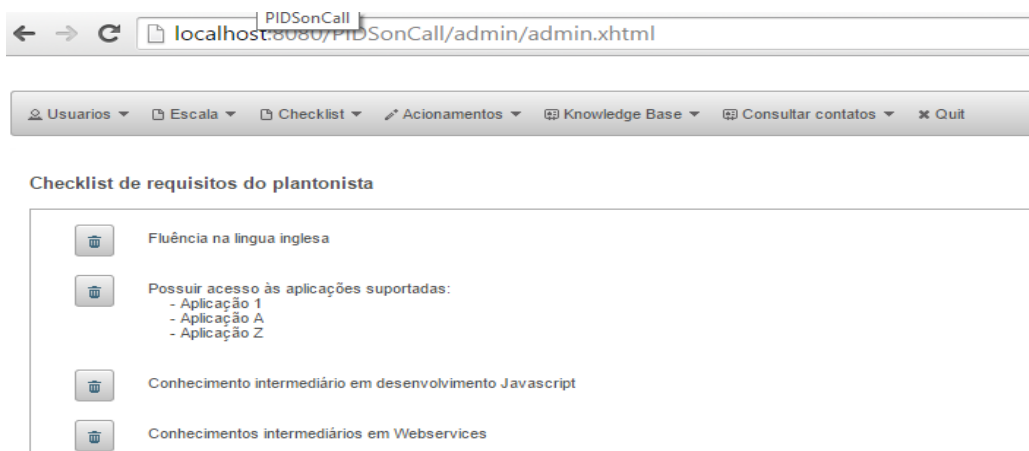 PIDSonCall
localhost:8080/PIDSonCall/admin/admin.xhtml
Usuarios Escala Checklist Acionamentos Knowledge Base Consultar contatos Quit
Checklist de requisitos do plantonista
Fluência na lingua inglesa
Possuir acesso às aplicações suportadas:
- Aplicação 1
- Aplicação A
- Aplicação Z
Conhecimento intermediário em desenvolvimento Javascript
Conhecimentos intermediários em Webservices